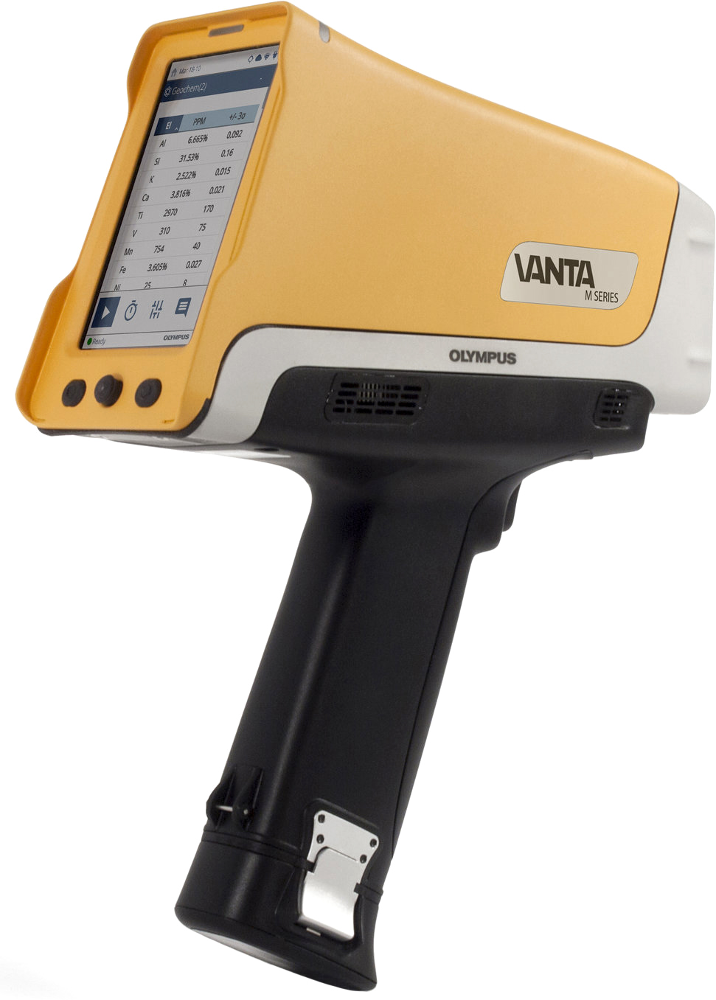 Mar 18-10
Geochem(2)
El PPM +/- 3σ
Al 6.665% 0.092
Si 31.53% 0.16
K 2.522% 0.015
Ca 3.816% 0.021
Ti 2970 170
V 310 75
Mn 754 40
Fe 3.605% 0.027
Ni 25 8
Ready OLYMPUS
VANTA
M SERIES
OLYMPUS